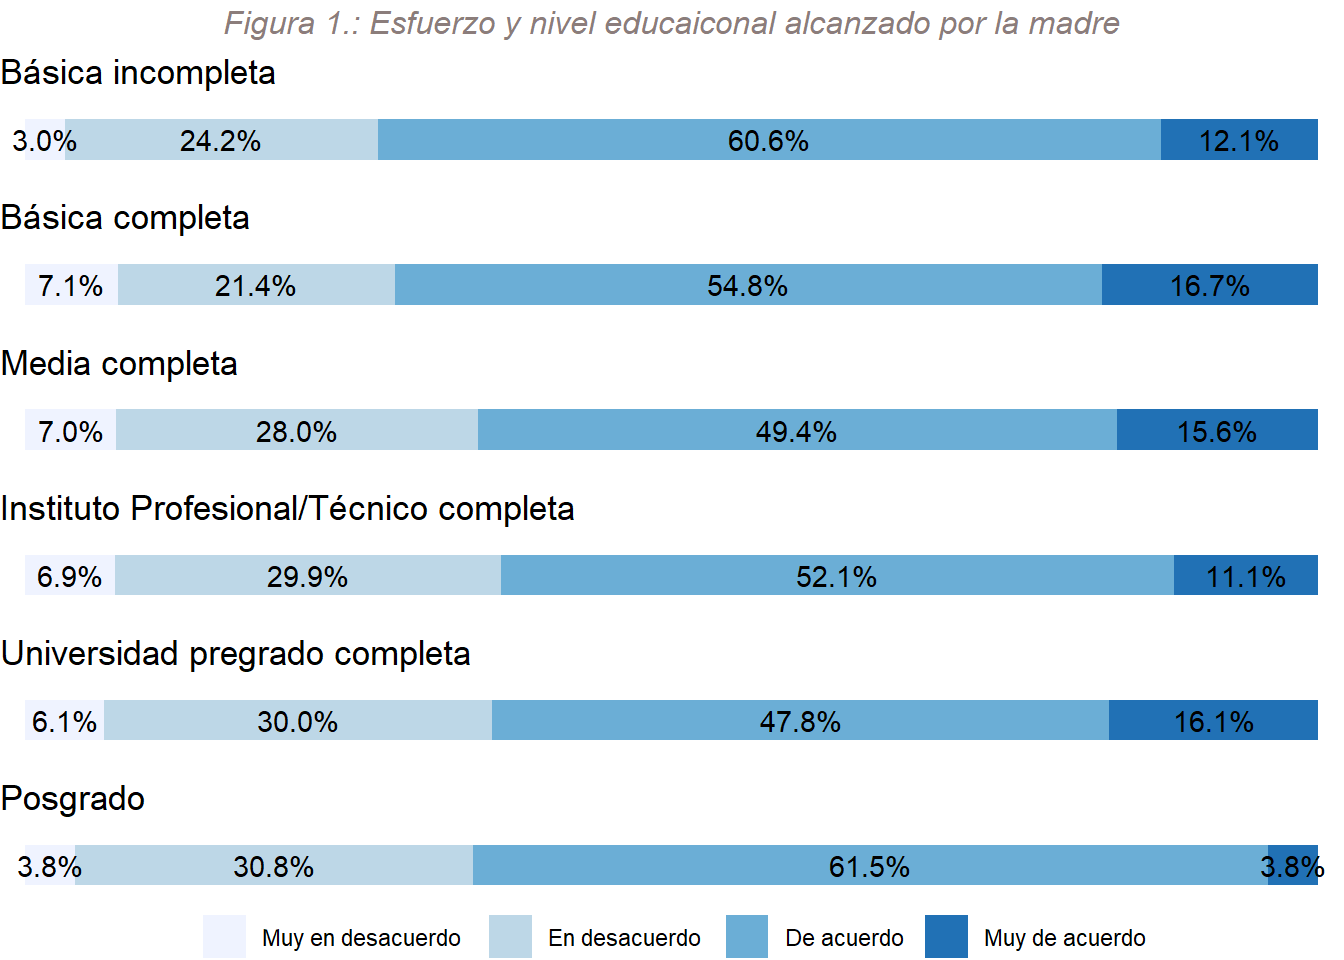 Figura 1.: Esfuerzo y nivel educaiconal alcanzado por la madre
Básica incompleta
3.0% 24.2% 60.6% 12.1%
Básica completa
7.1% 21.4% 54.8% 16.7%
Media completa
7.0% 28.0% 49.4% 15.6%
Instituto Profesional/Técnico completa
6.9% 29.9% 52.1% 11.1%
Universidad pregrado completa
6.1% 30.0% 47.8% 16.1%
Posgrado
3.8% 30.8% 61.5% 3.8%
Muy en desacuerdo En desacuerdo De acuerdo Muy de acuerdo